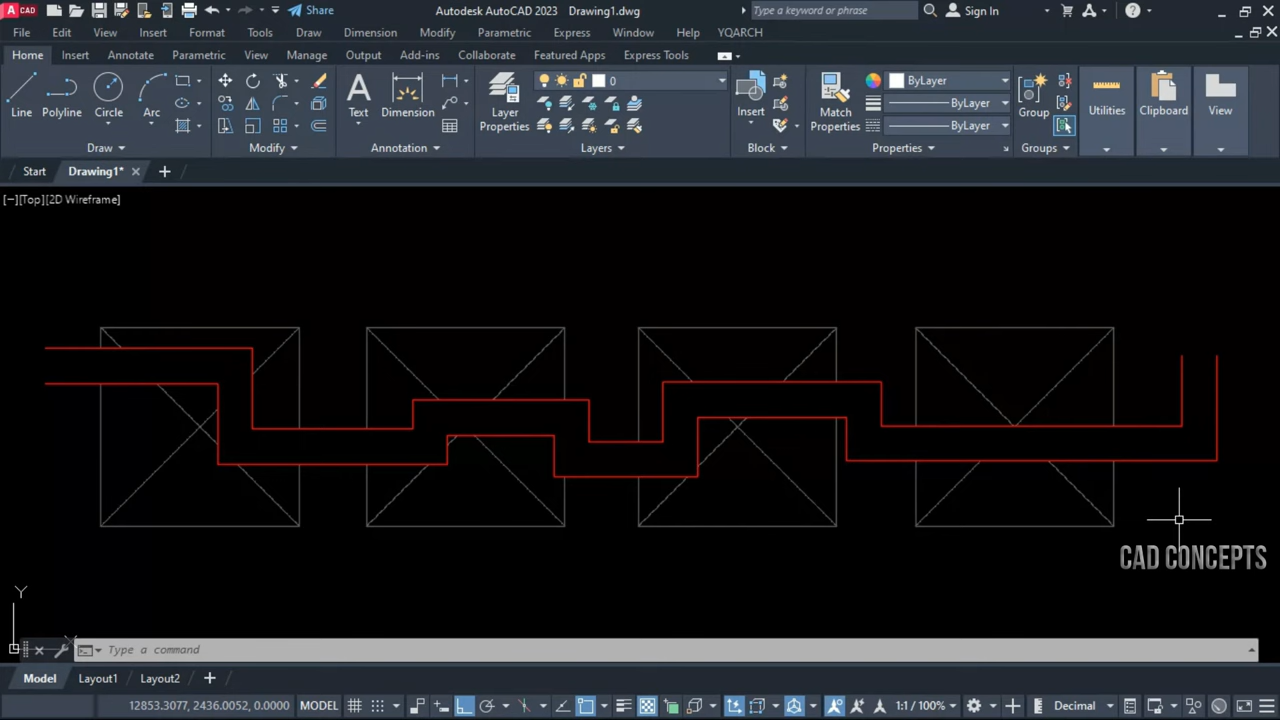 CAD
Share
Autodesk AutoCAD 2023 Drawing1.dwg
Type a keyword or phrase
Sign In
File Edit View Insert Format Tools Draw Dimension Modify Parametric Express Window Help YQARCH
Home Insert Annotate Parametric View Manage Output Add-ins Collaborate Featured Apps Express Tools
0
ByLayer
ByLayer
ByLayer
Line Polyline Circle Arc
Text Dimension
Layer Properties
Insert
Match Properties
Group
Utilities
Clipboard
View
Draw Modify Annotation Layers Block Properties Groups
Start Drawing1*
[−][Top][2D Wireframe]
CAD CONCEPTS
Y
X
Type a command
Model Layout1 Layout2
12853.3077, 2436.0052, 0.0000 MODEL 1:1 / 100% Decimal